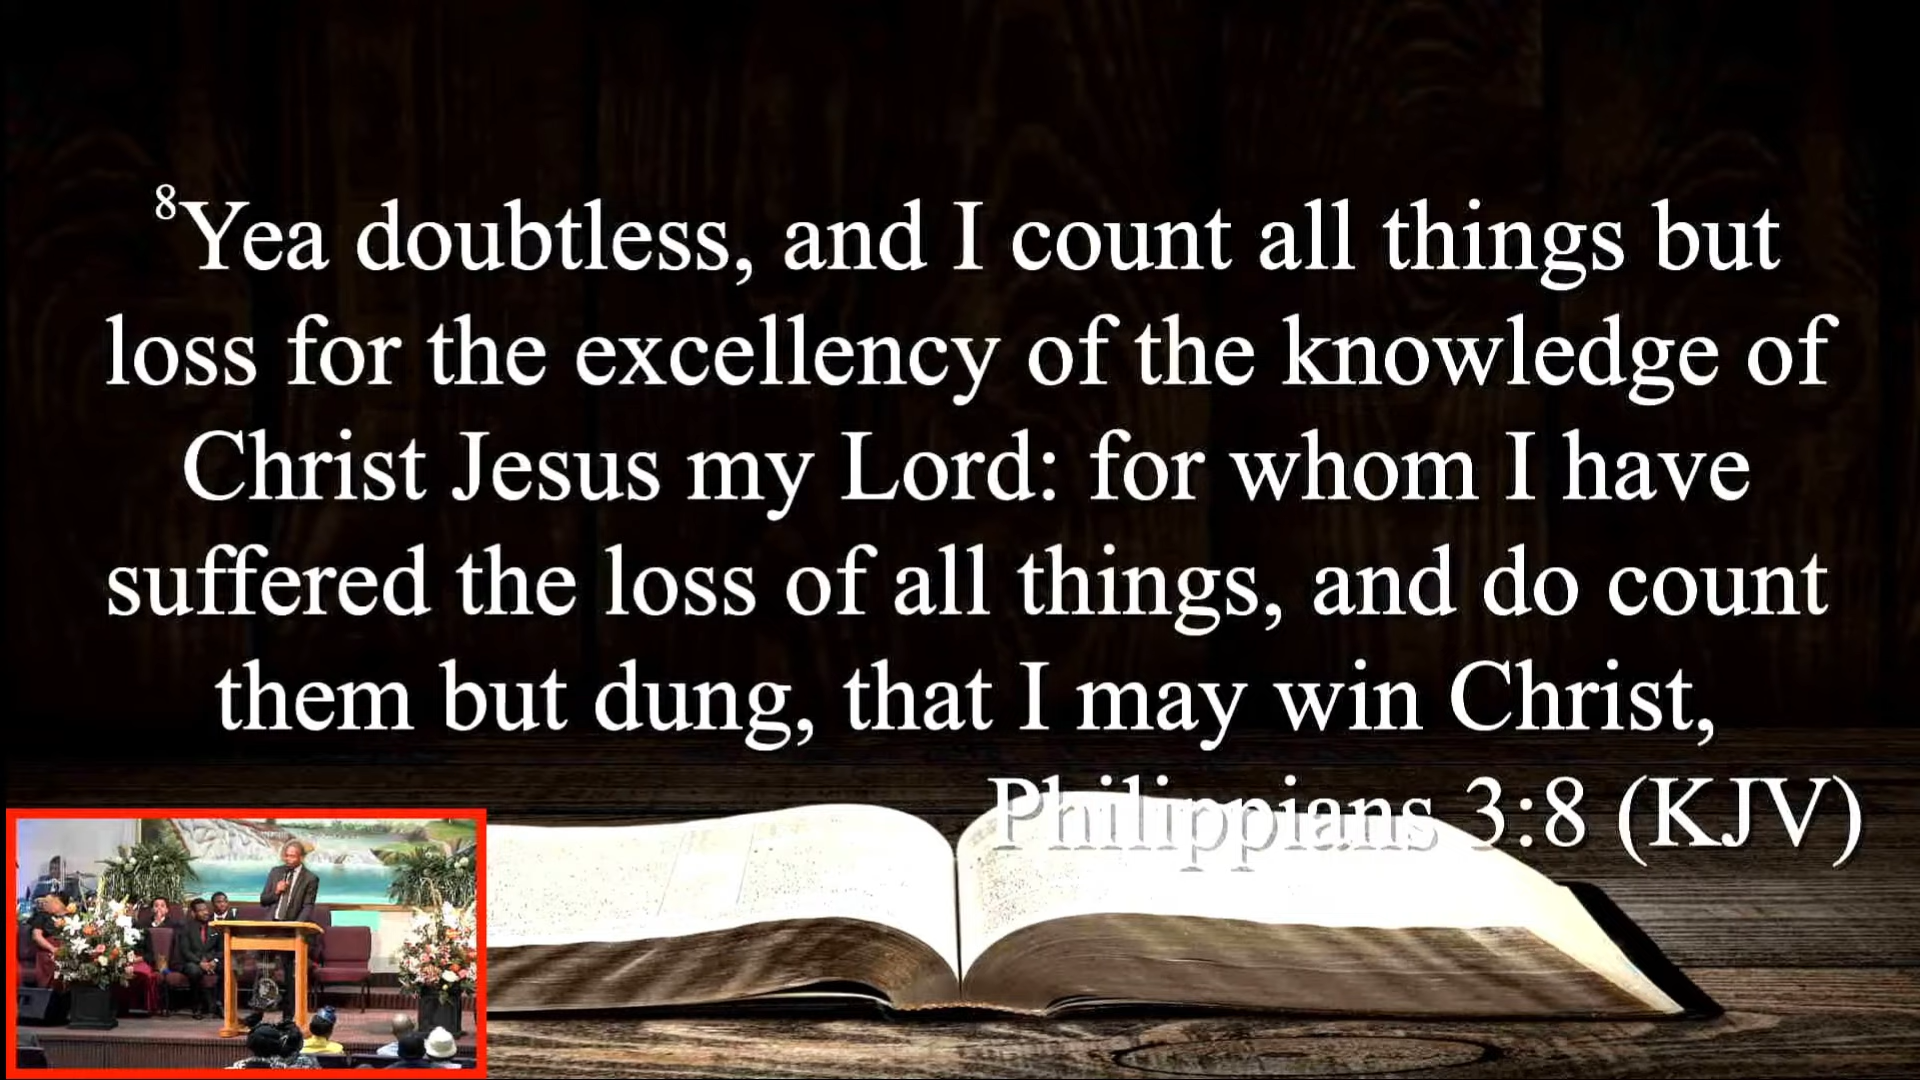 ⁸Yea doubtless, and I count all things but
loss for the excellency of the knowledge of
Christ Jesus my Lord: for whom I have
suffered the loss of all things, and do count
them but dung, that I may win Christ,
Philippians 3:8 (KJV)